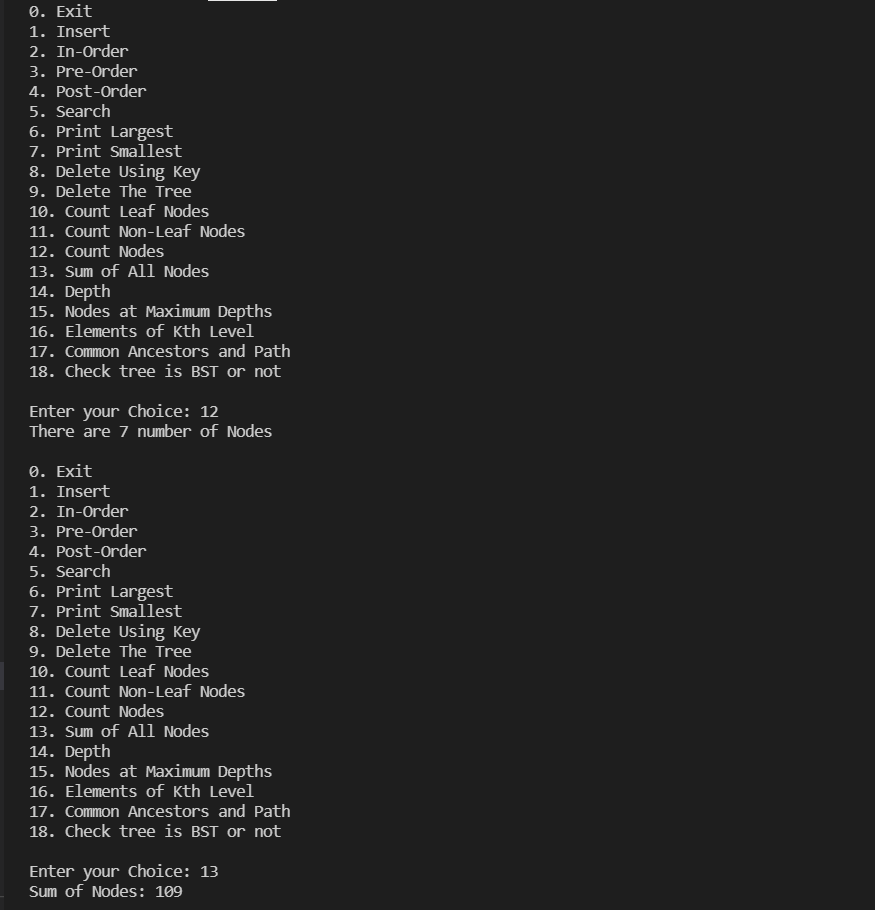 0. Exit
1. Insert
2. In-Order
3. Pre-Order
4. Post-Order
5. Search
6. Print Largest
7. Print Smallest
8. Delete Using Key
9. Delete The Tree
10. Count Leaf Nodes
11. Count Non-Leaf Nodes
12. Count Nodes
13. Sum of All Nodes
14. Depth
15. Nodes at Maximum Depths
16. Elements of Kth Level
17. Common Ancestors and Path
18. Check tree is BST or not

Enter your Choice: 12
There are 7 number of Nodes

0. Exit
1. Insert
2. In-Order
3. Pre-Order
4. Post-Order
5. Search
6. Print Largest
7. Print Smallest
8. Delete Using Key
9. Delete The Tree
10. Count Leaf Nodes
11. Count Non-Leaf Nodes
12. Count Nodes
13. Sum of All Nodes
14. Depth
15. Nodes at Maximum Depths
16. Elements of Kth Level
17. Common Ancestors and Path
18. Check tree is BST or not

Enter your Choice: 13
Sum of Nodes: 109